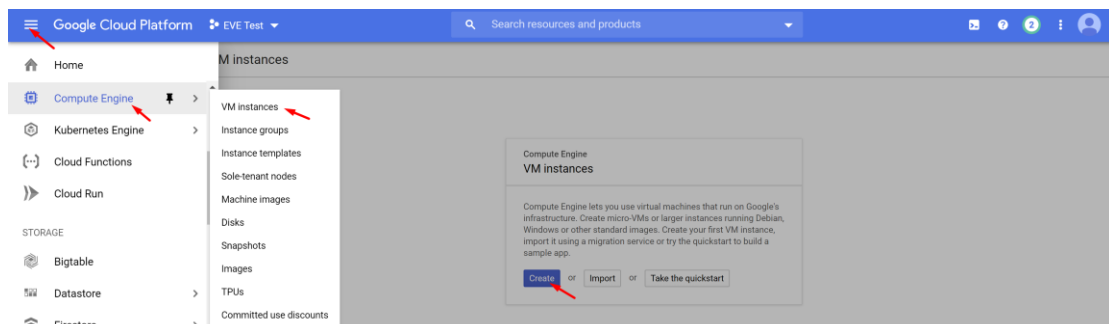 Google Cloud Platform
EVE Test
Search resources and products
2
Home
Compute Engine
Kubernetes Engine
Cloud Functions
Cloud Run
STORAGE
Bigtable
Datastore
VM instances
Instance groups
Instance templates
Sole-tenant nodes
Machine images
Disks
Snapshots
Images
TPUs
Committed use discounts
M instances
Compute Engine
VM instances
Compute Engine lets you use virtual machines that run on Google's
infrastructure. Create micro-VMs or larger instances running Debian,
Windows or other standard images. Create your first VM instance,
import it using a migration service or try the quickstart to build a
sample app.
Create or Import or Take the quickstart